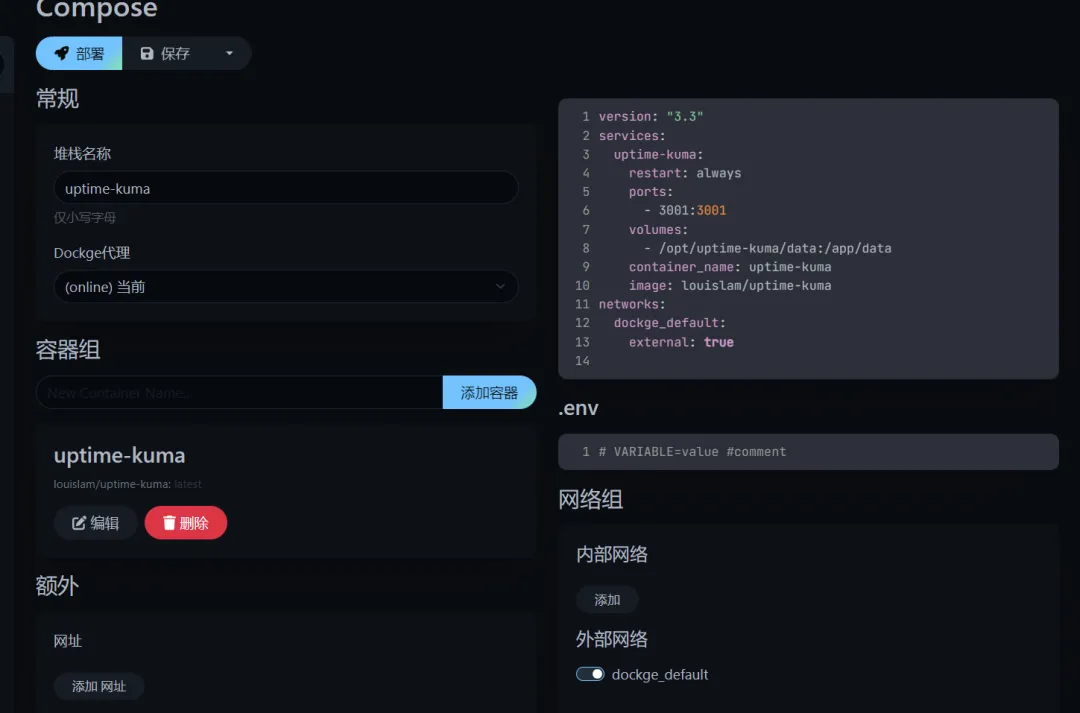 Compose
部署
保存
常规
堆栈名称
uptime-kuma
仅小写字母
Dockge代理
(online) 当前
容器组
New Container Name...
添加容器
uptime-kuma
louislam/uptime-kuma: latest
编辑
删除
额外
网址
添加 网址
1 version: "3.3"
2 services:
3 uptime-kuma:
4 restart: always
5 ports:
6 - 3001:3001
7 volumes:
8 - /opt/uptime-kuma/data:/app/data
9 container_name: uptime-kuma
10 image: louislam/uptime-kuma
11 networks:
12 dockge_default:
13 external: true
14
.env
1 # VARIABLE=value #comment
网络组
内部网络
添加
外部网络
dockge_default